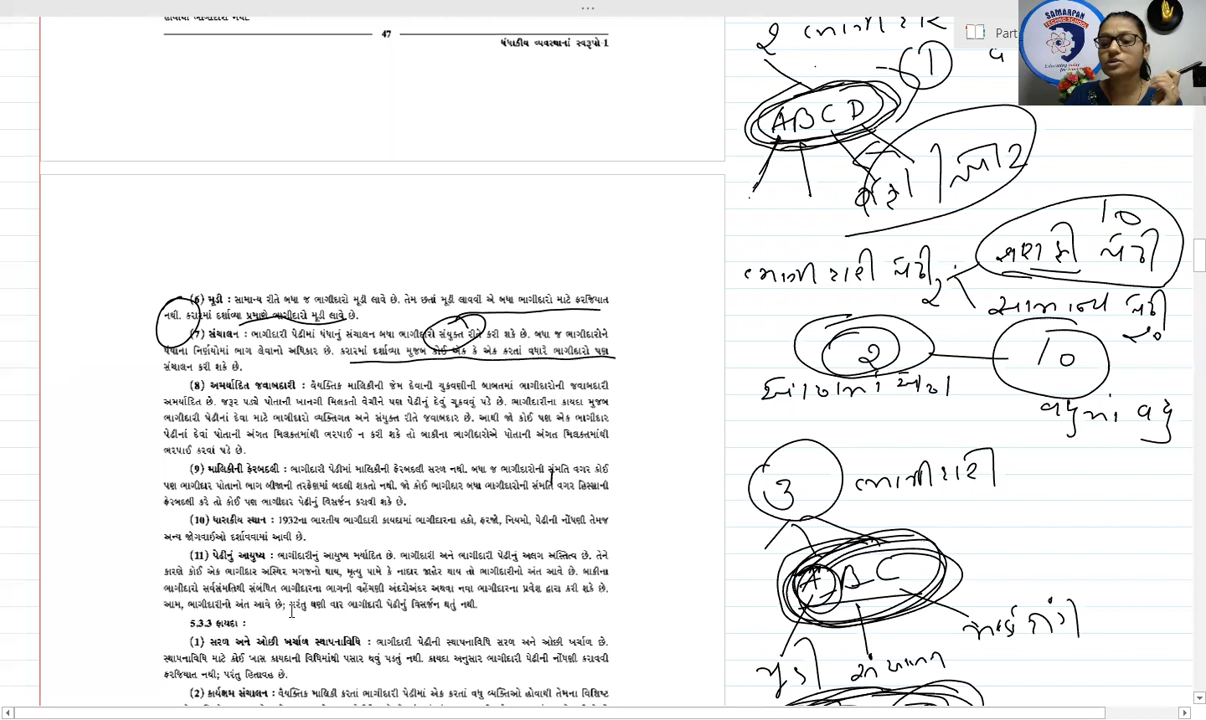 47
ધંધાકીય વ્યવસ્થાનાં સ્વરૂપો-1
(6) મૂડી : સામાન્ય રીતે બધા જ ભાગીદારો મૂડી લાવે છે. તેમ છતાં મૂડી લાવવી એ બધા ભાગીદારો માટે ફરજિયાત
નથી. કરારમાં દર્શાવ્યા પ્રમાણે ભાગીદારો મૂડી લાવે છે.
(7) સંચાલન : ભાગીદારી પેઢીમાં ધંધાનું સંચાલન બધા ભાગીદારો સંયુક્ત રીતે કરી શકે છે. બધા જ ભાગીદારોને
ધંધાના નિર્ણયોમાં ભાગ લેવાનો અધિકાર છે. કરારમાં દર્શાવ્યા મુજબ કોઈ એક કે એક કરતાં વધારે ભાગીદારો પણ
સંચાલન કરી શકે છે.
(8) અમર્યાદિત જવાબદારી : વૈયક્તિક માલિકીની જેમ દેવાની ચુકવણીની બાબતમાં ભાગીદારોની જવાબદારી
અમર્યાદિત છે. જરૂર પડ્યે પોતાની ખાનગી મિલકતો વેચીને પણ પેઢીનું દેવું ચૂકવવું પડે છે. ભાગીદારીના કાયદા મુજબ
ભાગીદારી પેઢીનાં દેવા માટે ભાગીદારો વ્યક્તિગત અને સંયુક્ત રીતે જવાબદાર છે. આથી જો કોઈ પણ એક ભાગીદાર
પેઢીનાં દેવાં પોતાના અંગત મિલકતમાંથી ભરપાઈ ન કરી શકે તો બાકીના ભાગીદારોએ પોતાની અંગત મિલકતમાંથી
ભરપાઈ કરવાં પડે છે.
(9) માલિકીની ફેરબદલી : ભાગીદારી પેઢીમાં માલિકીની ફેરબદલી સરળ નથી. બધા જ ભાગીદારોની સંમતિ વગર કોઈ
પણ ભાગીદાર પોતાનો ભાગ બીજાની તરફેણમાં બદલી શકતો નથી. જો કોઈ ભાગીદાર બધા ભાગીદારોની સંમતિ વગર હિસ્સાની
ફેરબદલી કરે તો કોઈ પણ ભાગીદાર પેઢીનું વિસર્જન કરાવી શકે છે.
(10) ધારાકીય સ્થાન : 1932ના ભારતીય ભાગીદારી કાયદામાં ભાગીદારના હકો, ફરજો, નિયમો, પેઢીની નોંધણી તેમજ
અન્ય જોગવાઈઓ દર્શાવવામાં આવી છે.
(11) પેઢીનું આયુષ્ય : ભાગીદારીનું આયુષ્ય મર્યાદિત છે. ભાગીદારી અને ભાગીદારી પેઢીનું અલગ અસ્તિત્વ છે. તેને
કારણે કોઈ એક ભાગીદાર અસ્થિર મગજનો થાય, મૃત્યુ પામે કે નાદાર જાહેર થાય તો ભાગીદારીનો અંત આવે છે. બાકીના
ભાગીદારો સર્વસંમતિથી સંબંધિત ભાગીદારના ભાગની વહેંચણી અંદરોઅંદર અથવા નવા ભાગીદારના પ્રવેશ દ્વારા કરી શકે છે.
આમ, ભાગીદારીનો અંત આવે છે; પરંતુ ઘણી વાર ભાગીદારી પેઢીનું વિસર્જન થતું નથી.
5.3.3 ફાયદા :
(1) સરળ અને ઓછી ખર્ચાળ સ્થાપનાવિધિ : ભાગીદારી પેઢીની સ્થાપનાવિધિ સરળ અને ઓછી ખર્ચાળ છે.
સ્થાપનાવિધિ માટે કોઈ ખાસ કાયદાની વિધિમાંથી પસાર થવું પડતું નથી. કાયદા અનુસાર ભાગીદારી પેઢીની નોંધણી કરાવવી
ફરજિયાત નથી; પરંતુ હિતાવહ છે.
(2) કાર્યક્ષમ સંચાલન : વૈયક્તિક માલિકી કરતાં ભાગીદારી પેઢીમાં એક કરતાં વધુ વ્યક્તિઓ હોવાથી તેમના વિશિષ્ટ
2
1
ABCD
10
શરાફી પેઢી
ભાગીદારી પેઢી
2
સામાન્ય પેઢી
20
2
10
ઓછામાં ઓછા
વધુમાં વધુ
3
ભાગીદારી
A B C
મૂડી
સંચાલન
Part
SAMARPAN
TECHNO SCHOOL